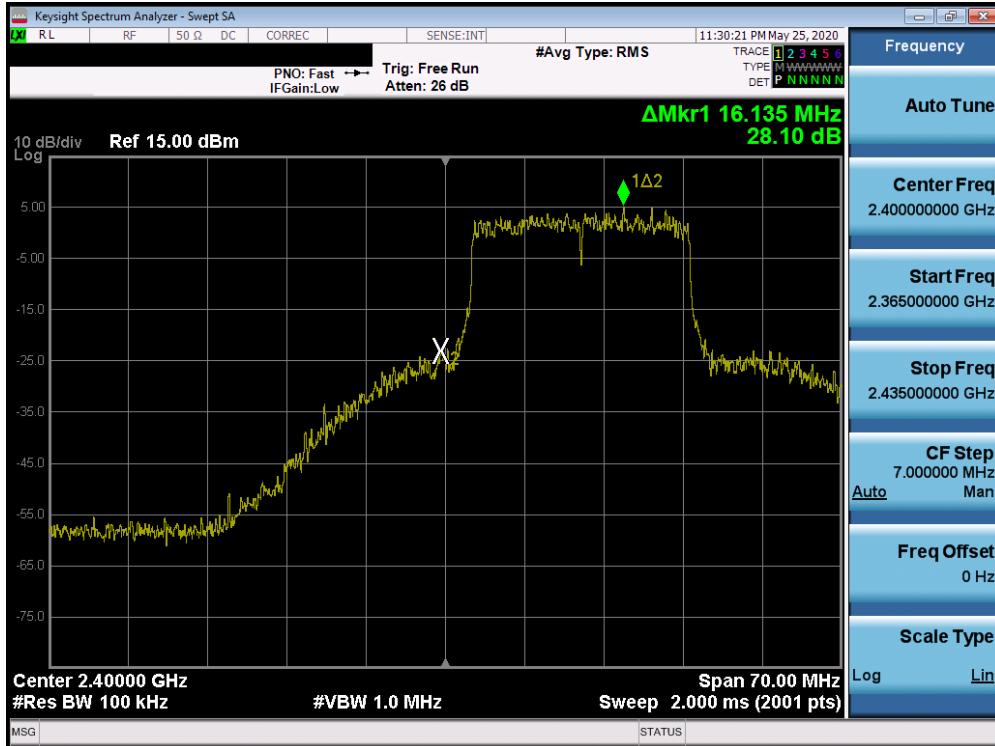 Keysight Spectrum Analyzer - Swept SA
LXI RL RF 50 Ω DC CORREC SENSE:INT 11:30:21 PM May 25, 2020
#Avg Type: RMS
TRACE 1 2 3 4 5 6
PNO: Fast Trig: Free Run
TYPE M W W W W W
IFGain:Low Atten: 26 dB
DET P N N N N N
ΔMkr1 16.135 MHz
28.10 dB
10 dB/div Ref 15.00 dBm
Log
1Δ2
5.00
-5.00
-15.0
X2
-25.0
-35.0
-45.0
-55.0
-65.0
-75.0
Center 2.40000 GHz Span 70.00 MHz
#Res BW 100 kHz #VBW 1.0 MHz Sweep 2.000 ms (2001 pts)
MSG STATUS
Frequency
Auto Tune
Center Freq
2.400000000 GHz
Start Freq
2.365000000 GHz
Stop Freq
2.435000000 GHz
CF Step
7.000000 MHz
Auto Man
Freq Offset
0 Hz
Scale Type
Log Lin